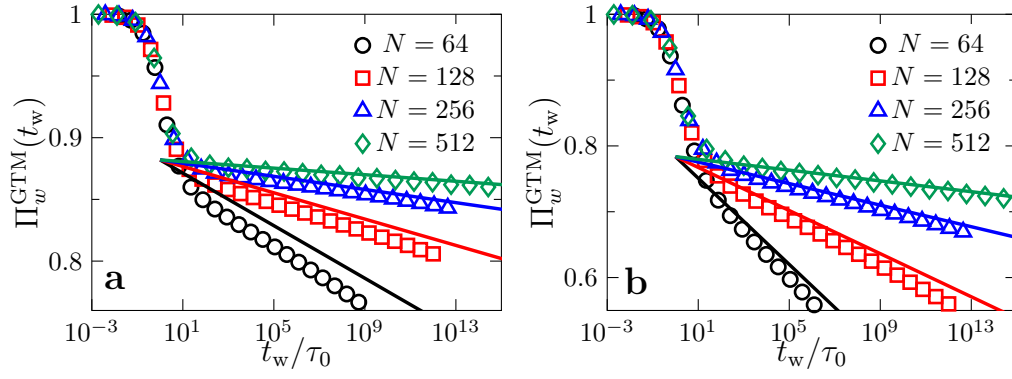 1
0.9
0.8
Π_w^GTM(t_w)
N = 64
N = 128
N = 256
N = 512
a
10^−3 10^1 10^5 10^9 10^13
t_w/τ_0
1
0.8
0.6
Π_w^GTM(t_w)
N = 64
N = 128
N = 256
N = 512
b
10^−3 10^1 10^5 10^9 10^13
t_w/τ_0